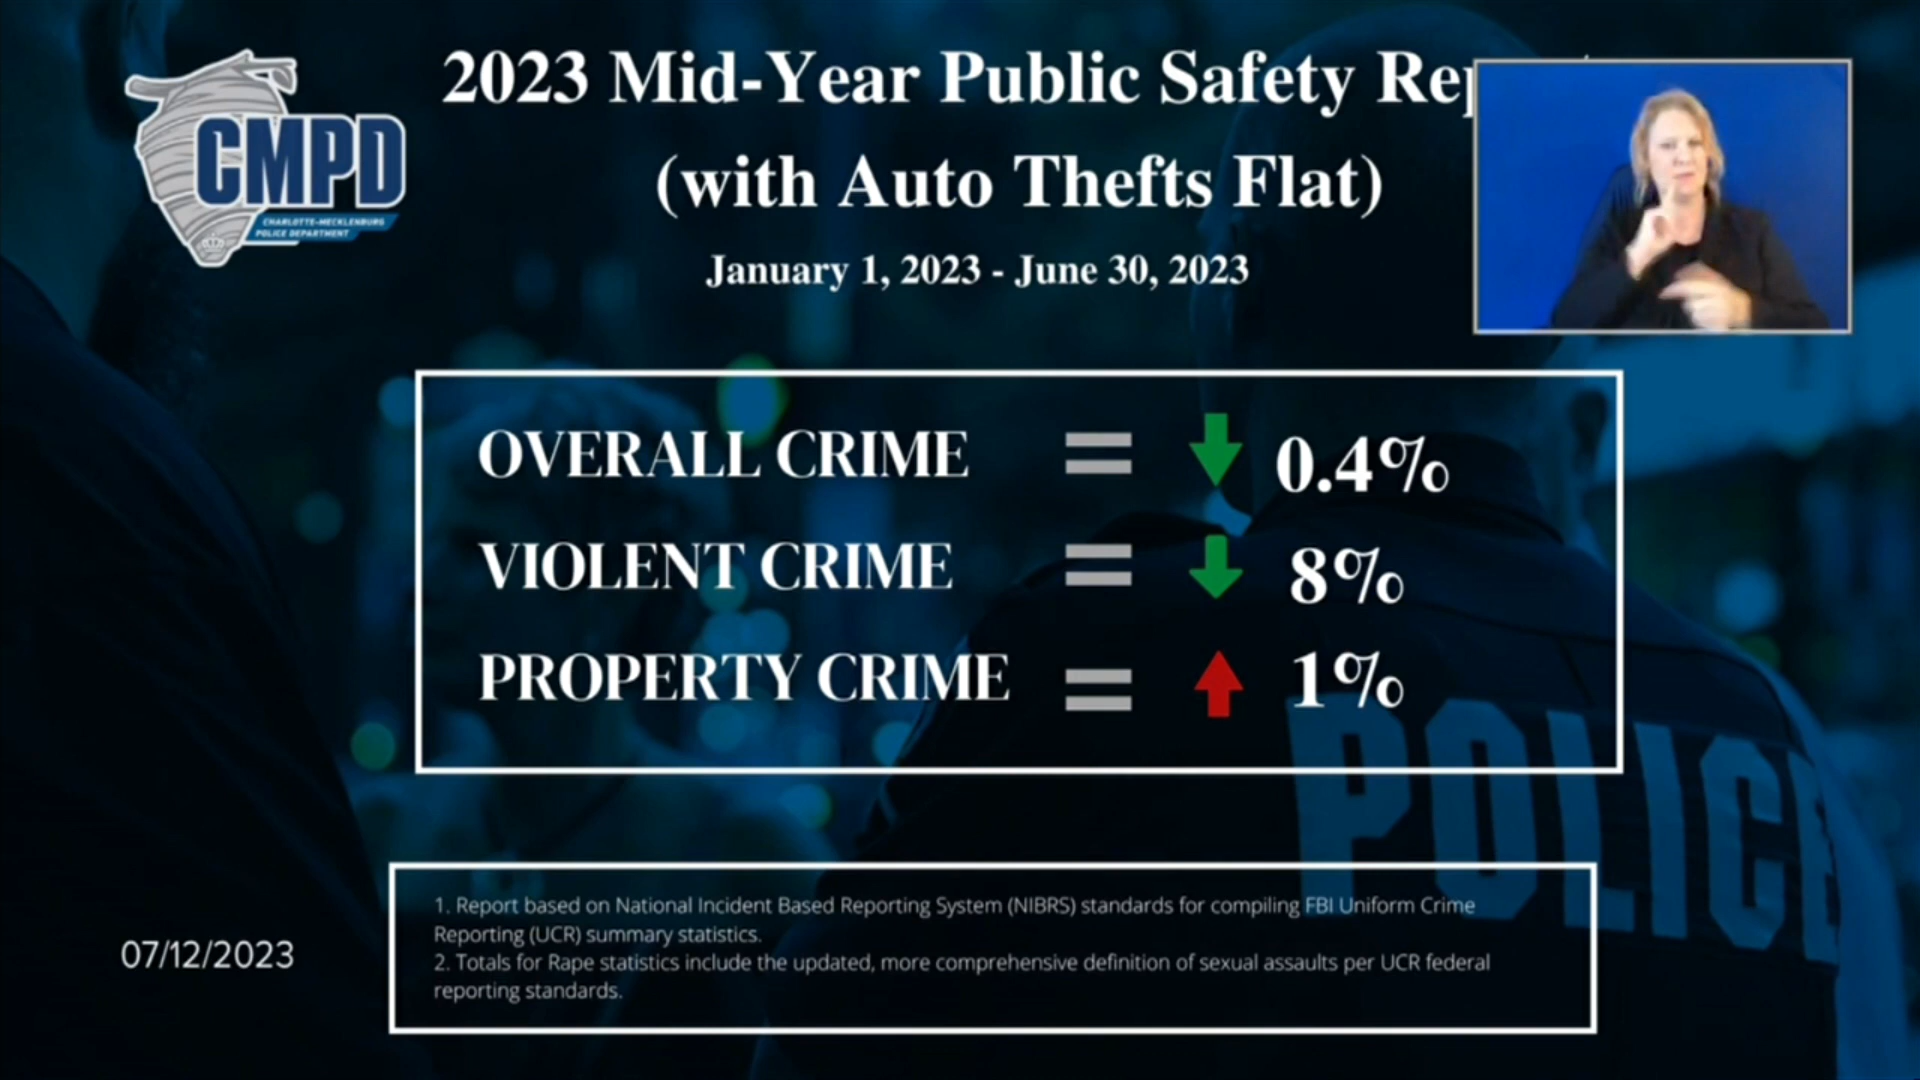 2023 Mid-Year Public Safety
(with Auto Thefts Flat)
January 1, 2023 - June 30, 2023
CMPD
CHARLOTTE-MECKLENBURG
POLICE DEPARTMENT
OVERALL CRIME = 0.4%
VIOLENT CRIME = 8%
PROPERTY CRIME = 1%
POLICE
1. Report based on National Incident Based Reporting System (NIBRS) standards for compiling FBI Uniform Crime
Reporting (UCR) summary statistics.
2. Totals for Rape statistics include the updated, more comprehensive definition of sexual assaults per UCR federal
reporting standards.
07/12/2023